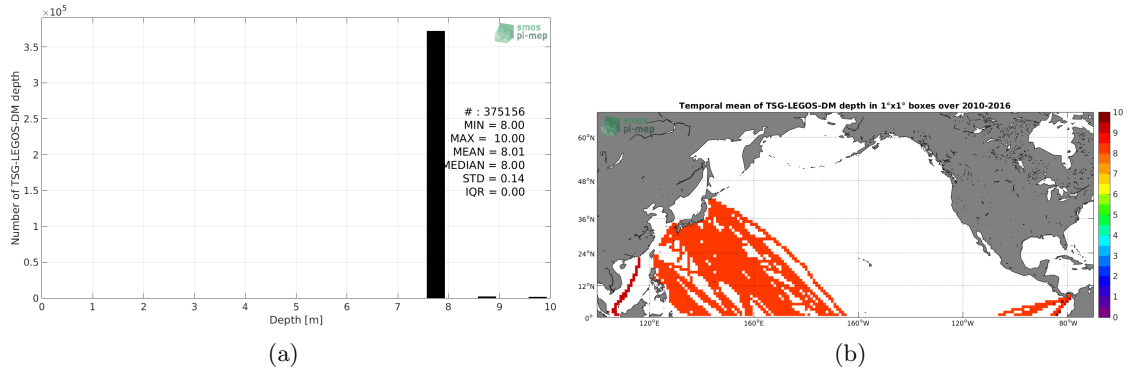 ×10⁵
smos
pi-mep
3.5
3
2.5
2
1.5
1
0.5
0
Number of TSG-LEGOS-DM depth
# : 375156
MIN = 8.00
MAX = 10.00
MEAN = 8.01
MEDIAN = 8.00
STD = 0.14
IQR = 0.00
0 1 2 3 4 5 6 7 8 9 10
Depth [m]
(a)
Temporal mean of TSG-LEGOS-DM depth in 1°x1° boxes over 2010-2016
smos
pi-mep
60°N
48°N
36°N
24°N
12°N
0°
120°E 160°E 160°W 120°W 80°W
10
9
8
7
6
5
4
3
2
1
0
(b)